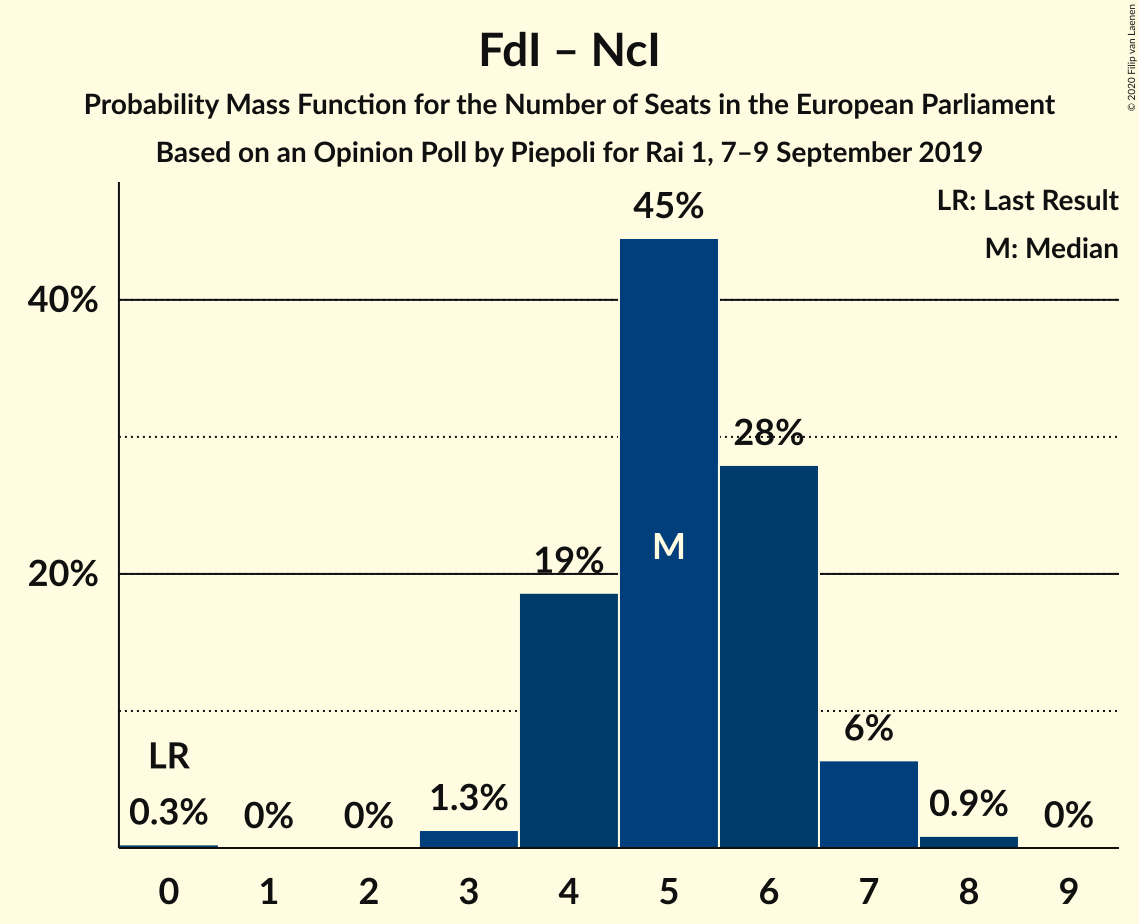 FdI – NcI
Probability Mass Function for the Number of Seats in the European Parliament
Based on an Opinion Poll by Piepoli for Rai 1, 7–9 September 2019
© 2020 Filip van Laenen
LR: Last Result
M: Median
45%
40%
28%
M
19%
20%
6%
LR
0.3%
0%
0%
1.3%
0.9%
0%
0 1 2 3 4 5 6 7 8 9